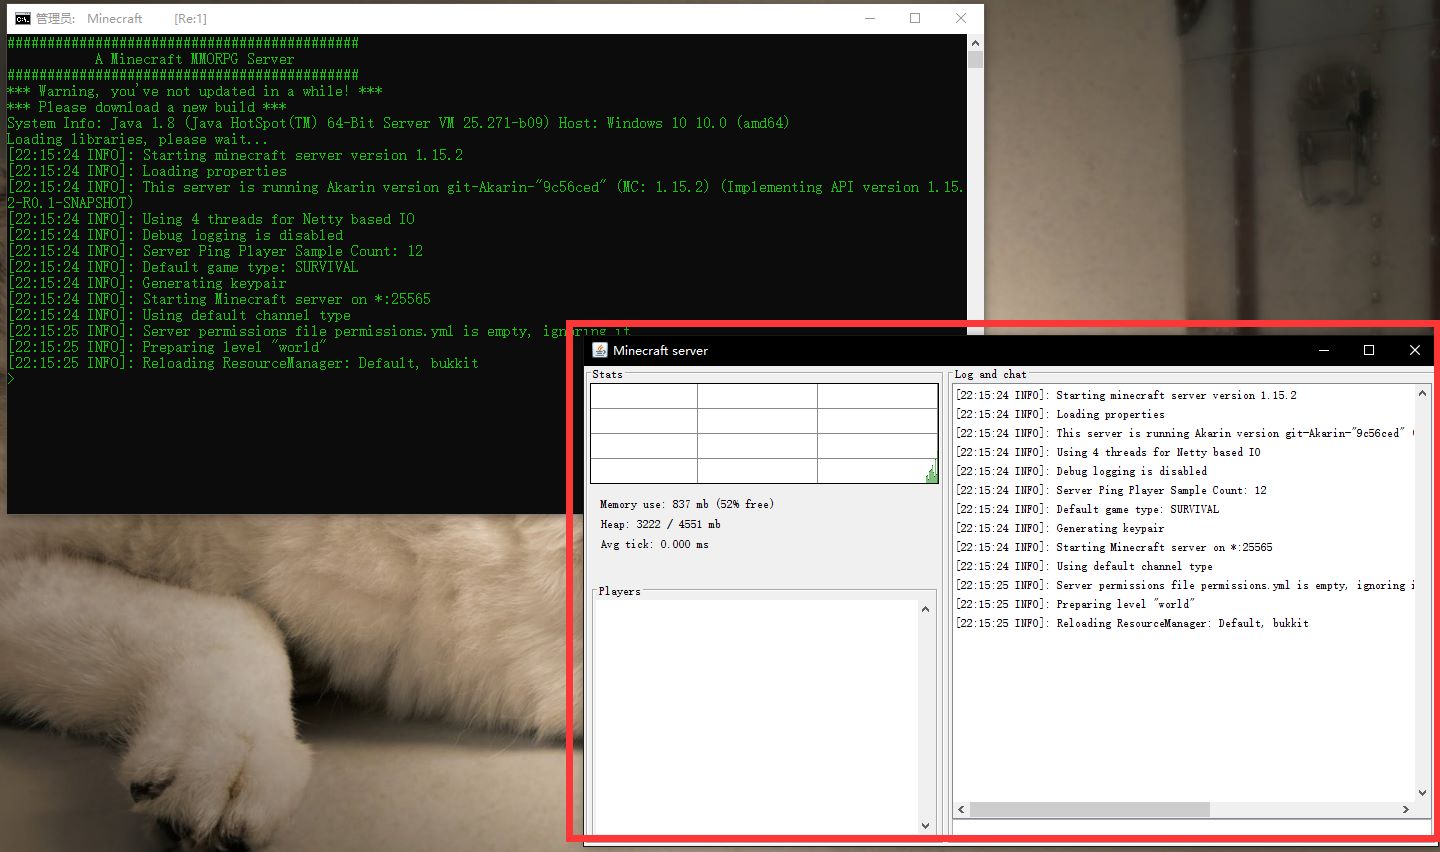 管理员: Minecraft [Re:1]
############################################
A Minecraft MMORPG Server
############################################
*** Warning, you've not updated in a while! ***
*** Please download a new build ***
System Info: Java 1.8 (Java HotSpot(TM) 64-Bit Server VM 25.271-b09) Host: Windows 10 10.0 (amd64)
Loading libraries, please wait...
[22:15:24 INFO]: Starting minecraft server version 1.15.2
[22:15:24 INFO]: Loading properties
[22:15:24 INFO]: This server is running Akarin version git-Akarin-"9c56ced" (MC: 1.15.2) (Implementing API version 1.15.
2-R0.1-SNAPSHOT)
[22:15:24 INFO]: Using 4 threads for Netty based IO
[22:15:24 INFO]: Debug logging is disabled
[22:15:24 INFO]: Server Ping Player Sample Count: 12
[22:15:24 INFO]: Default game type: SURVIVAL
[22:15:24 INFO]: Generating keypair
[22:15:24 INFO]: Starting Minecraft server on *:25565
[22:15:24 INFO]: Using default channel type
[22:15:25 INFO]: Server permissions file permissions.yml is empty, ignoring it
[22:15:25 INFO]: Preparing level "world"
[22:15:25 INFO]: Reloading ResourceManager: Default, bukkit
>
Minecraft server
Stats
Memory use: 837 mb (52% free)
Heap: 3222 / 4551 mb
Avg tick: 0.000 ms
Players
Log and chat
[22:15:24 INFO]: Starting minecraft server version 1.15.2
[22:15:24 INFO]: Loading properties
[22:15:24 INFO]: This server is running Akarin version git-Akarin-"9c56ced" (
[22:15:24 INFO]: Using 4 threads for Netty based IO
[22:15:24 INFO]: Debug logging is disabled
[22:15:24 INFO]: Server Ping Player Sample Count: 12
[22:15:24 INFO]: Default game type: SURVIVAL
[22:15:24 INFO]: Generating keypair
[22:15:24 INFO]: Starting Minecraft server on *:25565
[22:15:24 INFO]: Using default channel type
[22:15:25 INFO]: Server permissions file permissions.yml is empty, ignoring i
[22:15:25 INFO]: Preparing level "world"
[22:15:25 INFO]: Reloading ResourceManager: Default, bukkit